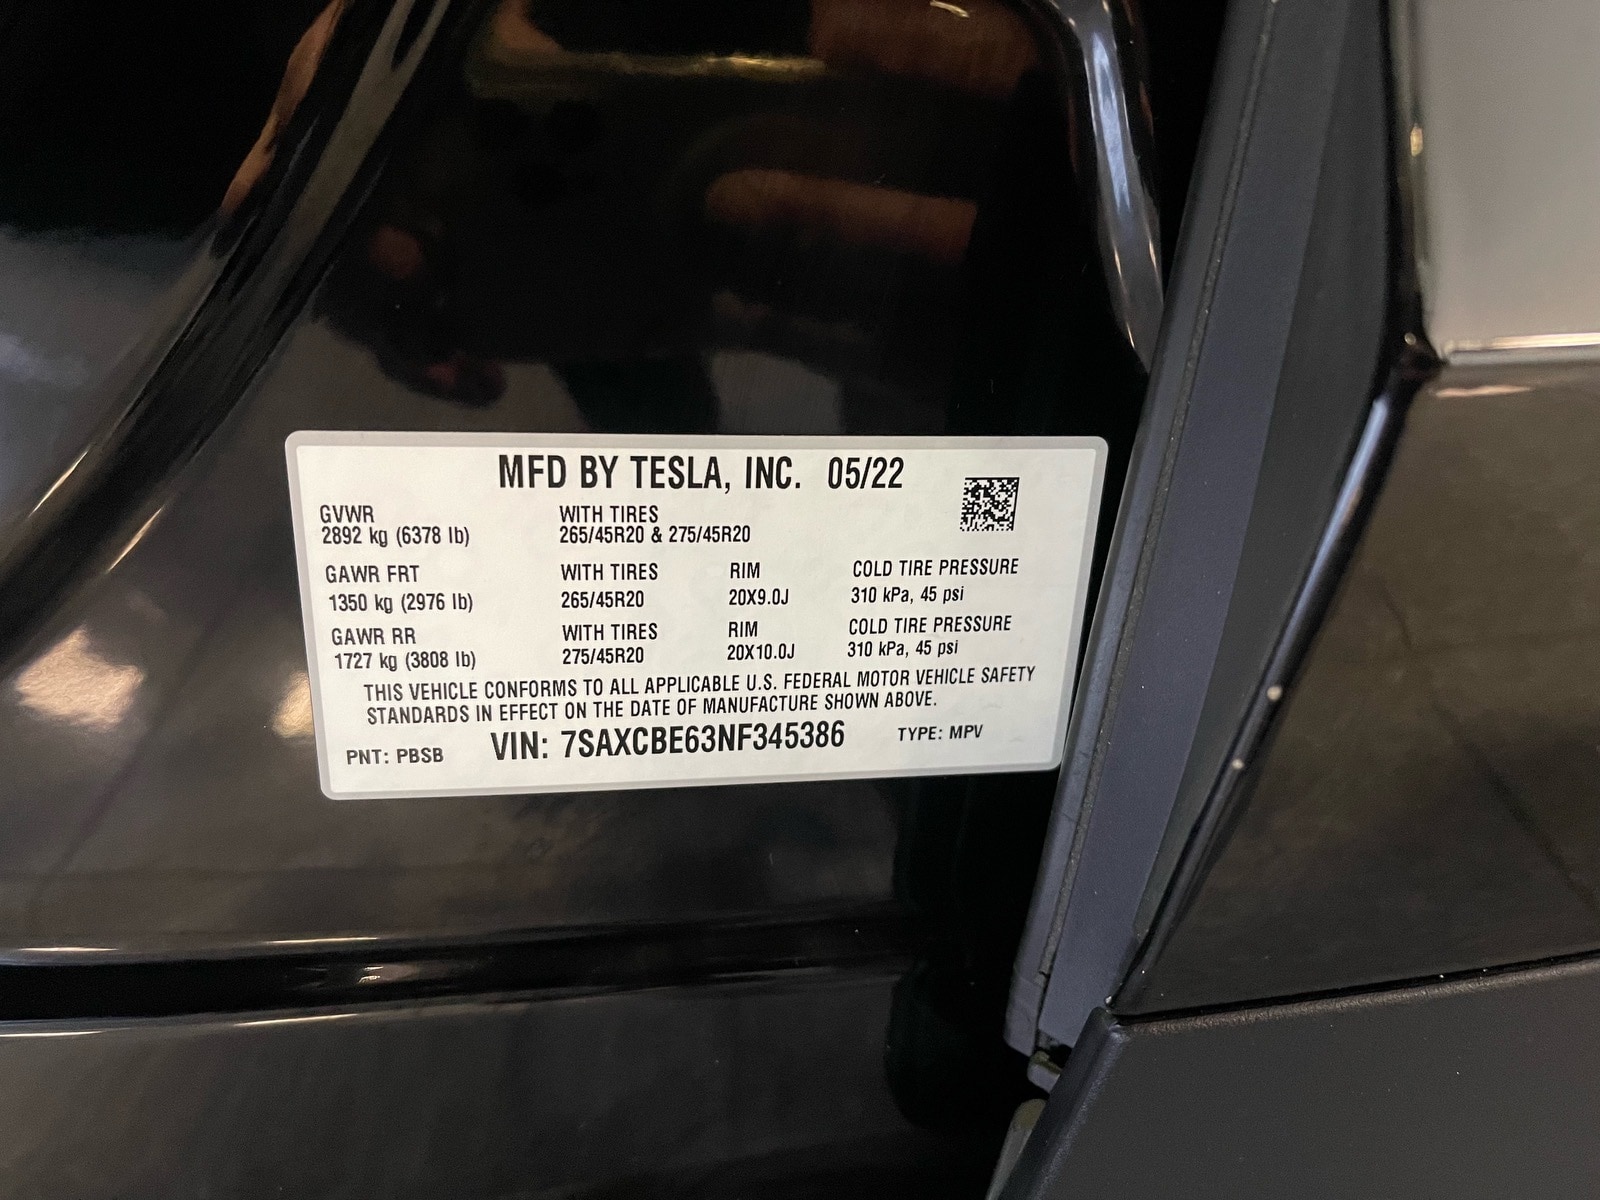 MFD BY TESLA, INC. 05/22
GVWR WITH TIRES
2892 kg (6378 lb) 265/45R20 & 275/45R20
GAWR FRT WITH TIRES RIM COLD TIRE PRESSURE
1350 kg (2976 lb) 265/45R20 20X9.0J 310 kPa, 45 psi
GAWR RR WITH TIRES RIM COLD TIRE PRESSURE
1727 kg (3808 lb) 275/45R20 20X10.0J 310 kPa, 45 psi
THIS VEHICLE CONFORMS TO ALL APPLICABLE U.S. FEDERAL MOTOR VEHICLE SAFETY
STANDARDS IN EFFECT ON THE DATE OF MANUFACTURE SHOWN ABOVE.
PNT: PBSB VIN: 7SAXCBE63NF345386 TYPE: MPV